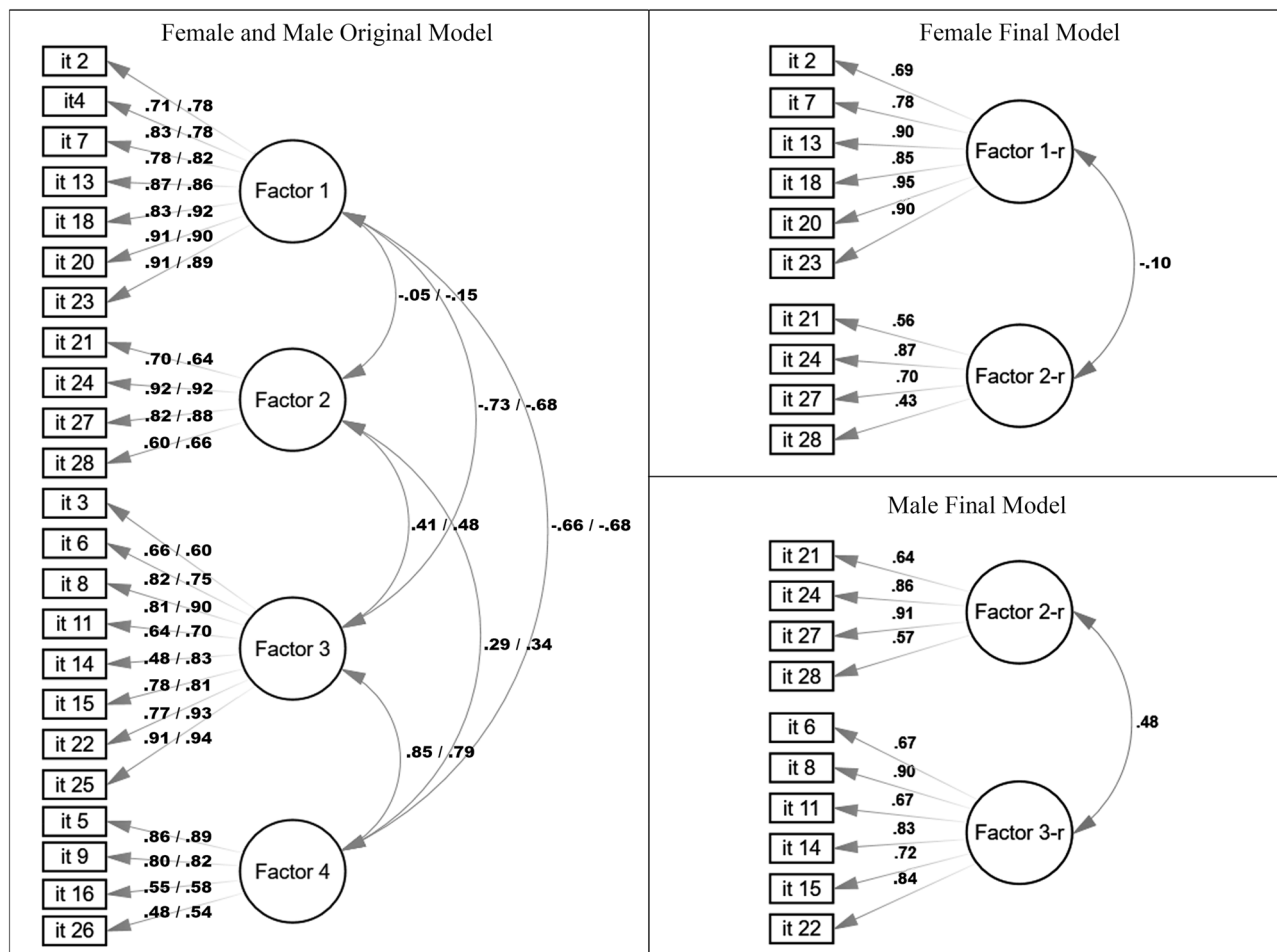 Female and Male Original Model
it 2
it4
it 7
it 13
it 18
it 20
it 23
it 21
it 24
it 27
it 28
it 3
it 6
it 8
it 11
it 14
it 15
it 22
it 25
it 5
it 9
it 16
it 26
.71 / .78
.83 / .78
.78 / .82
.87 / .86
.83 / .92
.91 / .90
.91 / .89
.70 / .64
.92 / .92
.82 / .88
.60 / .66
.66 / .60
.82 / .75
.81 / .90
.64 / .70
.48 / .83
.78 / .81
.77 / .93
.91 / .94
.86 / .89
.80 / .82
.55 / .58
.48 / .54
Factor 1
Factor 2
Factor 3
Factor 4
-.05 / -.15
-.73 / -.68
.41 / .48
-.66 / -.68
.29 / .34
.85 / .79
Female Final Model
it 2
it 7
it 13
it 18
it 20
it 23
it 21
it 24
it 27
it 28
.69
.78
.90
.85
.95
.90
.56
.87
.70
.43
Factor 1-r
Factor 2-r
-.10
Male Final Model
it 21
it 24
it 27
it 28
it 6
it 8
it 11
it 14
it 15
it 22
.64
.86
.91
.57
.67
.90
.67
.83
.72
.84
Factor 2-r
Factor 3-r
.48